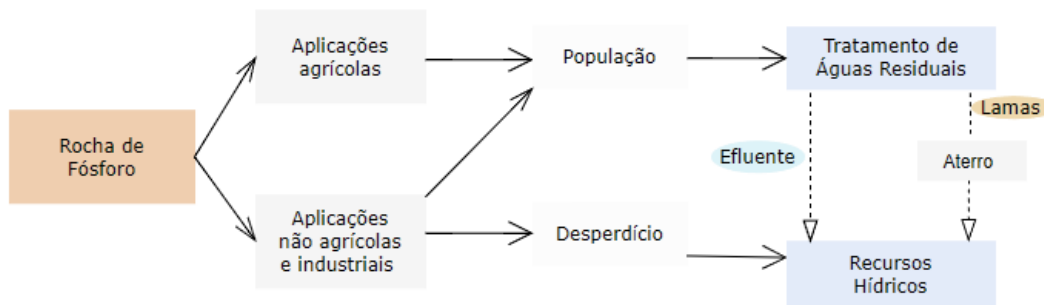 Rocha de
Fósforo
Aplicações
agrícolas
Aplicações
não agrícolas
e industriais
População
Desperdício
Tratamento de
Águas Residuais
Efluente
Lamas
Aterro
Recursos
Hídricos